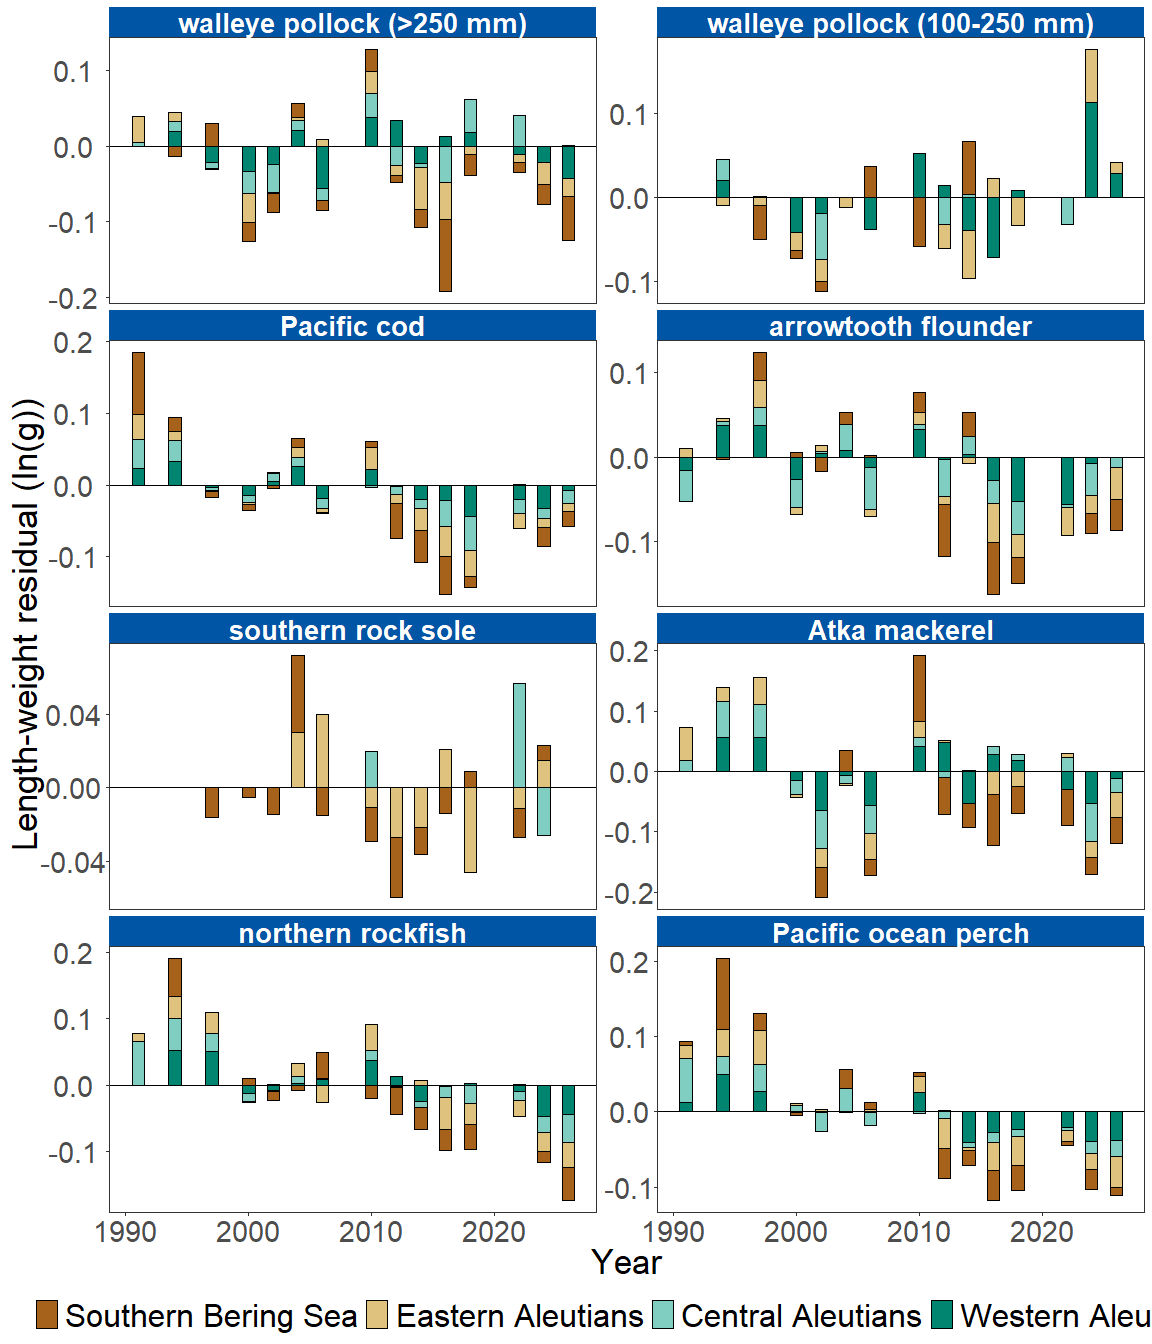 walleye pollock (>250 mm)
walleye pollock (100-250 mm)
0.1
0.0
-0.1
-0.2
0.1
0.0
-0.1
Pacific cod
arrowtooth flounder
0.2
0.1
0.0
-0.1
0.1
0.0
-0.1
southern rock sole
Atka mackerel
0.04
0.00
-0.04
0.2
0.1
0.0
-0.1
-0.2
northern rockfish
Pacific ocean perch
0.2
0.1
0.0
-0.1
0.2
0.1
0.0
-0.1
1990 2000 2010 2020
1990 2000 2010 2020
Length-weight residual (ln(g))
Year
Southern Bering Sea Eastern Aleutians Central Aleutians Western Aleu